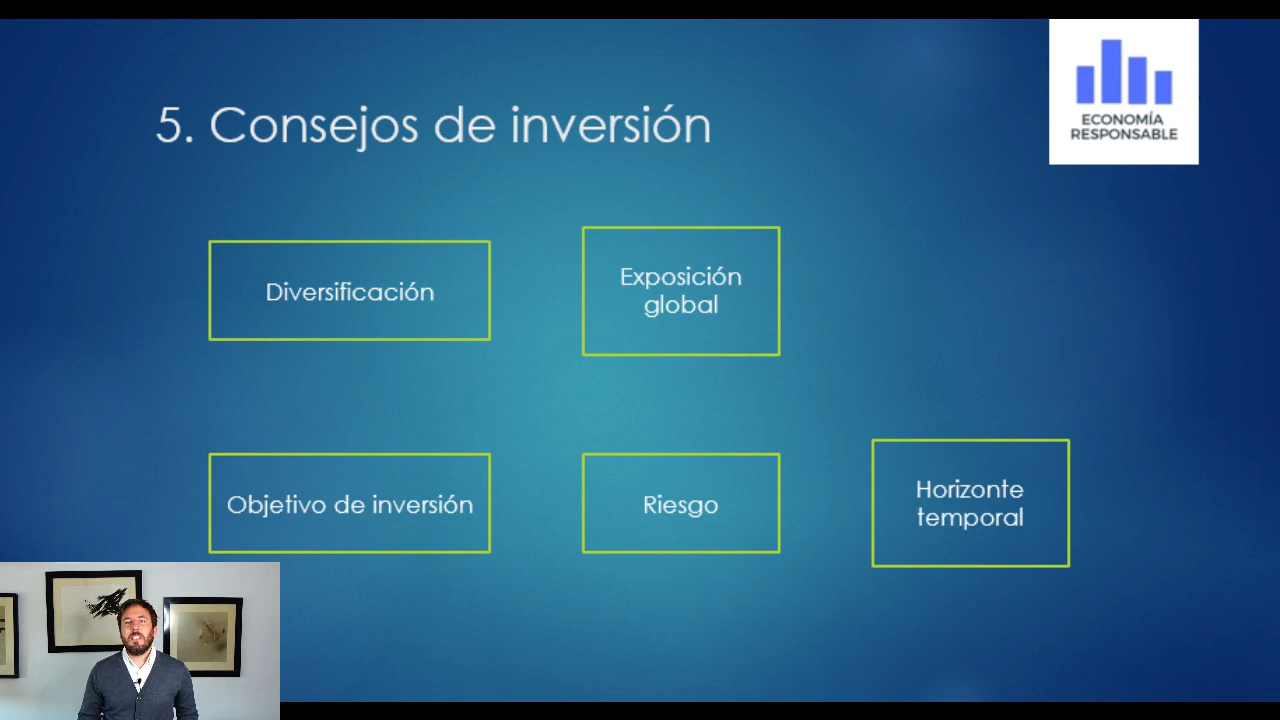 5. Consejos de inversión
ECONOMÍA
RESPONSABLE
Diversificación
Exposición
global
Objetivo de inversión
Riesgo
Horizonte
temporal